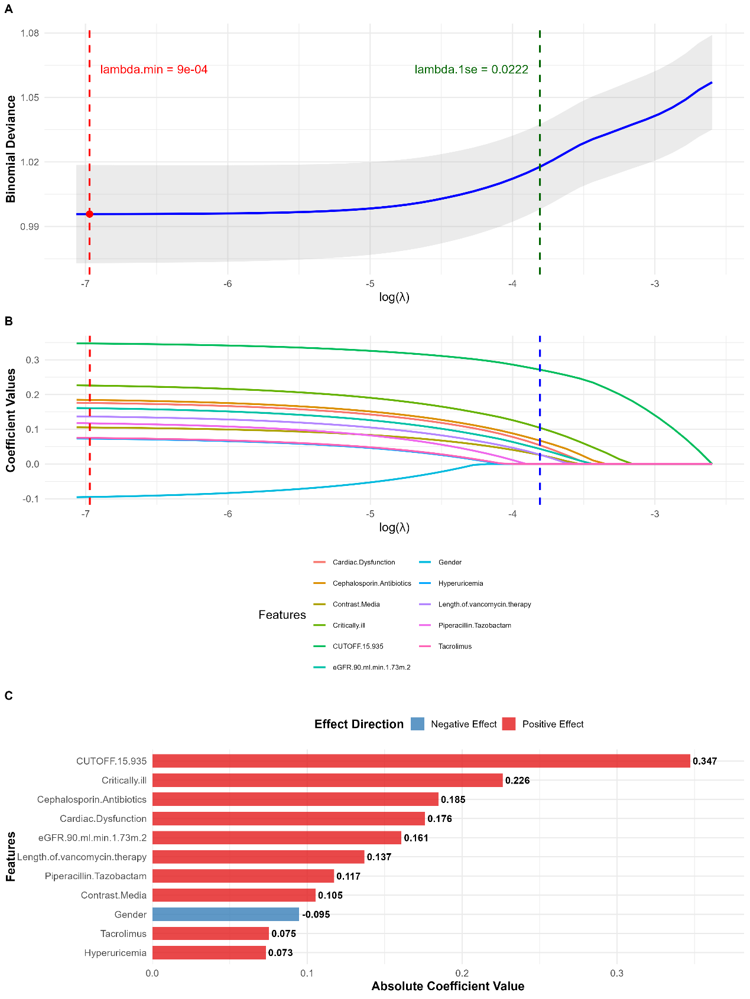 A
1.08
1.05
1.02
0.99
Binomial Deviance
lambda.min = 9e-04
lambda.1se = 0.0222
-7
-6
-5
-4
-3
log(λ)
B
0.3
0.2
0.1
0.0
-0.1
Coefficient Values
-7
-6
-5
-4
-3
log(λ)
Features
Cardiac.Dysfunction
Cephalosporin.Antibiotics
Contrast.Media
Critically.ill
CUTOFF.15.935
eGFR.90.ml.min.1.73m.2
Gender
Hyperuricemia
Length.of.vancomycin.therapy
Piperacillin.Tazobactam
Tacrolimus
C
Effect Direction Negative Effect Positive Effect
Features
CUTOFF.15.935 0.347
Critically.ill 0.226
Cephalosporin.Antibiotics 0.185
Cardiac.Dysfunction 0.176
eGFR.90.ml.min.1.73m.2 0.161
Length.of.vancomycin.therapy 0.137
Piperacillin.Tazobactam 0.117
Contrast.Media 0.105
Gender -0.095
Tacrolimus 0.075
Hyperuricemia 0.073
0.0
0.1
0.2
0.3
Absolute Coefficient Value